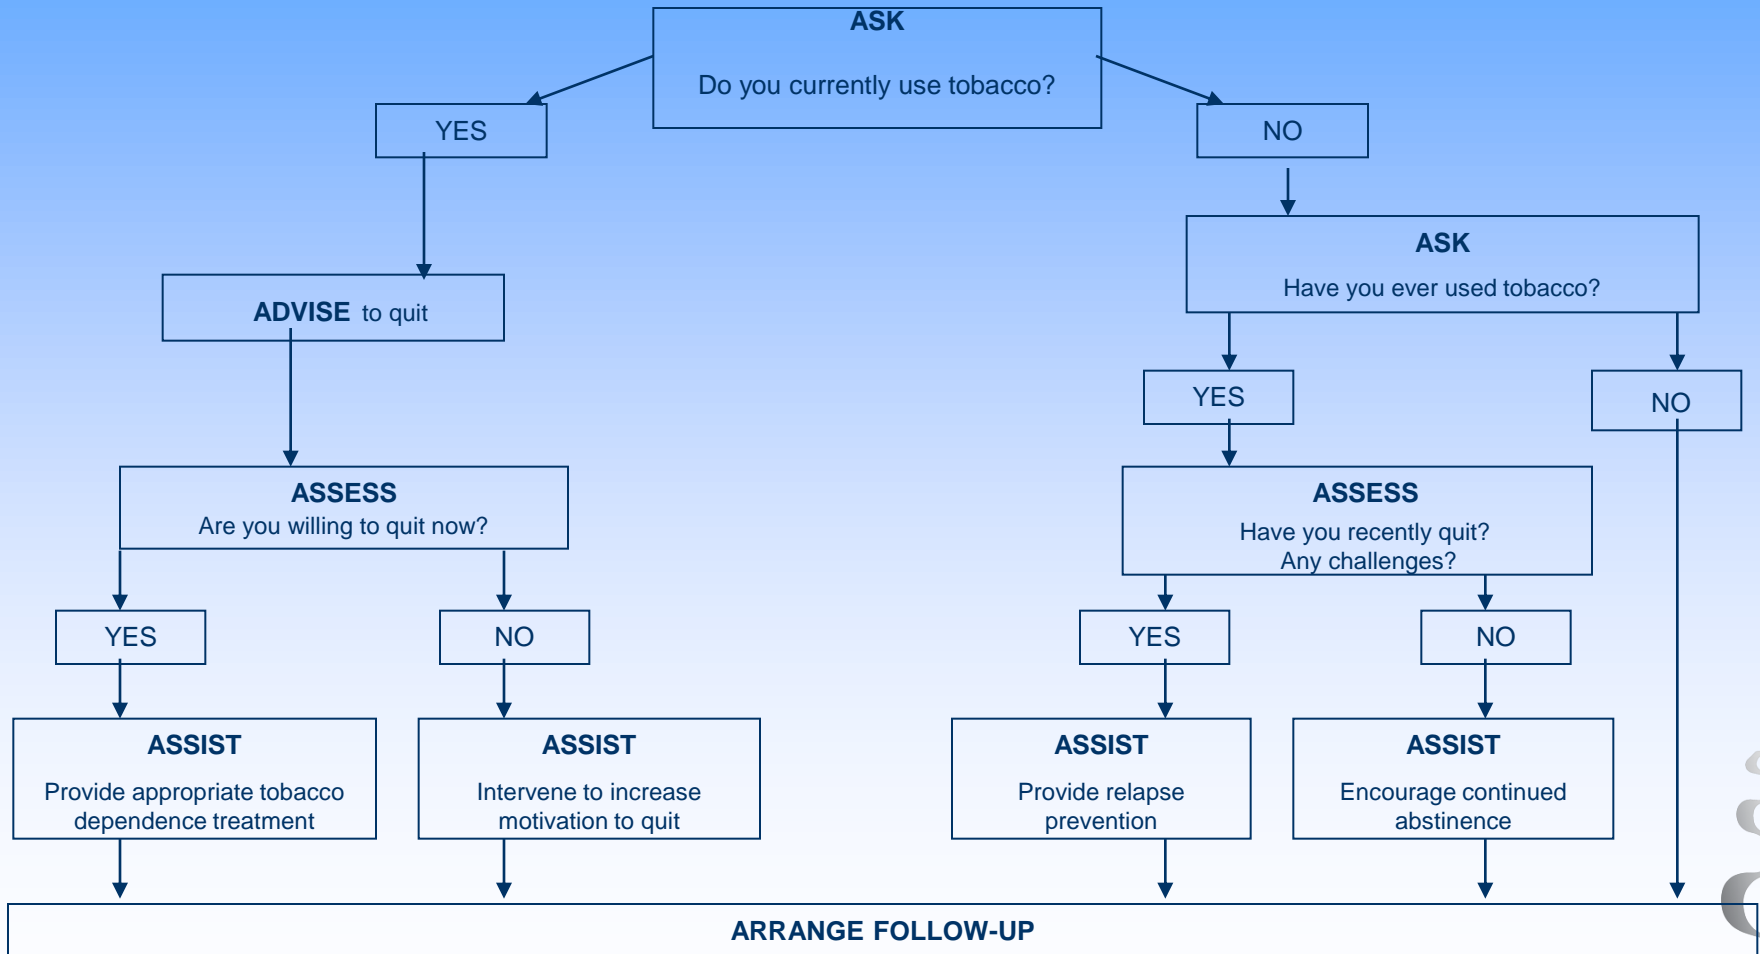 ASK
Do you currently use tobacco?
YES
NO
ASK
Have you ever used tobacco?
ADVISE to quit
YES
NO
ASSESS
Are you willing to quit now?
ASSESS
Have you recently quit?
Any challenges?
YES
NO
YES
NO
ASSIST
Provide appropriate tobacco
dependence treatment
ASSIST
Intervene to increase
motivation to quit
ASSIST
Provide relapse
prevention
ASSIST
Encourage continued
abstinence
ARRANGE FOLLOW-UP